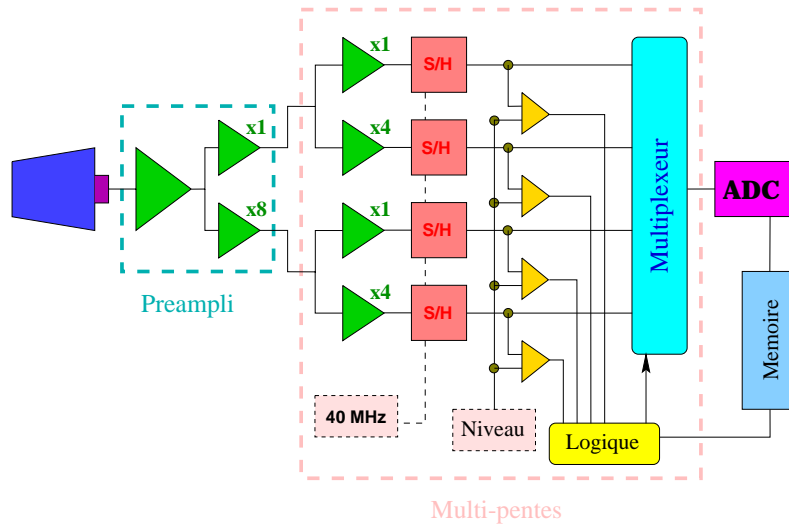 x1
S/H
x1
x4
S/H
x8
x1
S/H
x4
S/H
Preampli
40 MHz
Niveau
Logique
Multiplexeur
ADC
Memoire
Multi-pentes